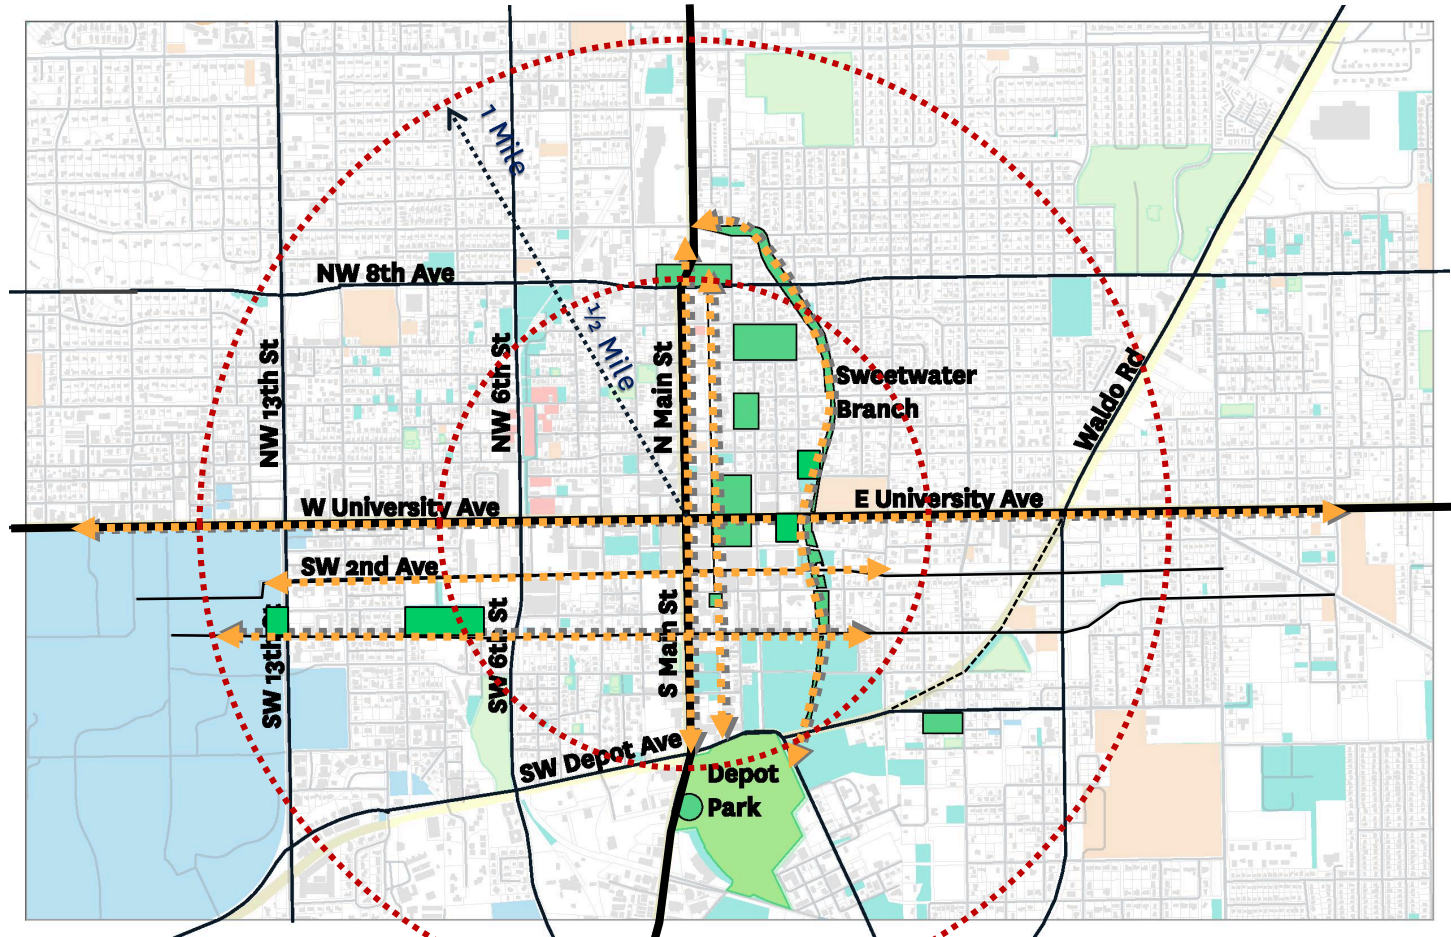 1 Mile
NW 8th Ave
1/2 Mile
NW 13th St
NW 6th St
N Main St
Sweetwater
Branch
Waldo Rd
W University Ave
E University Ave
SW 2nd Ave
SW 13th
SW 6th St
S Main St
SW Depot Ave
Depot
Park